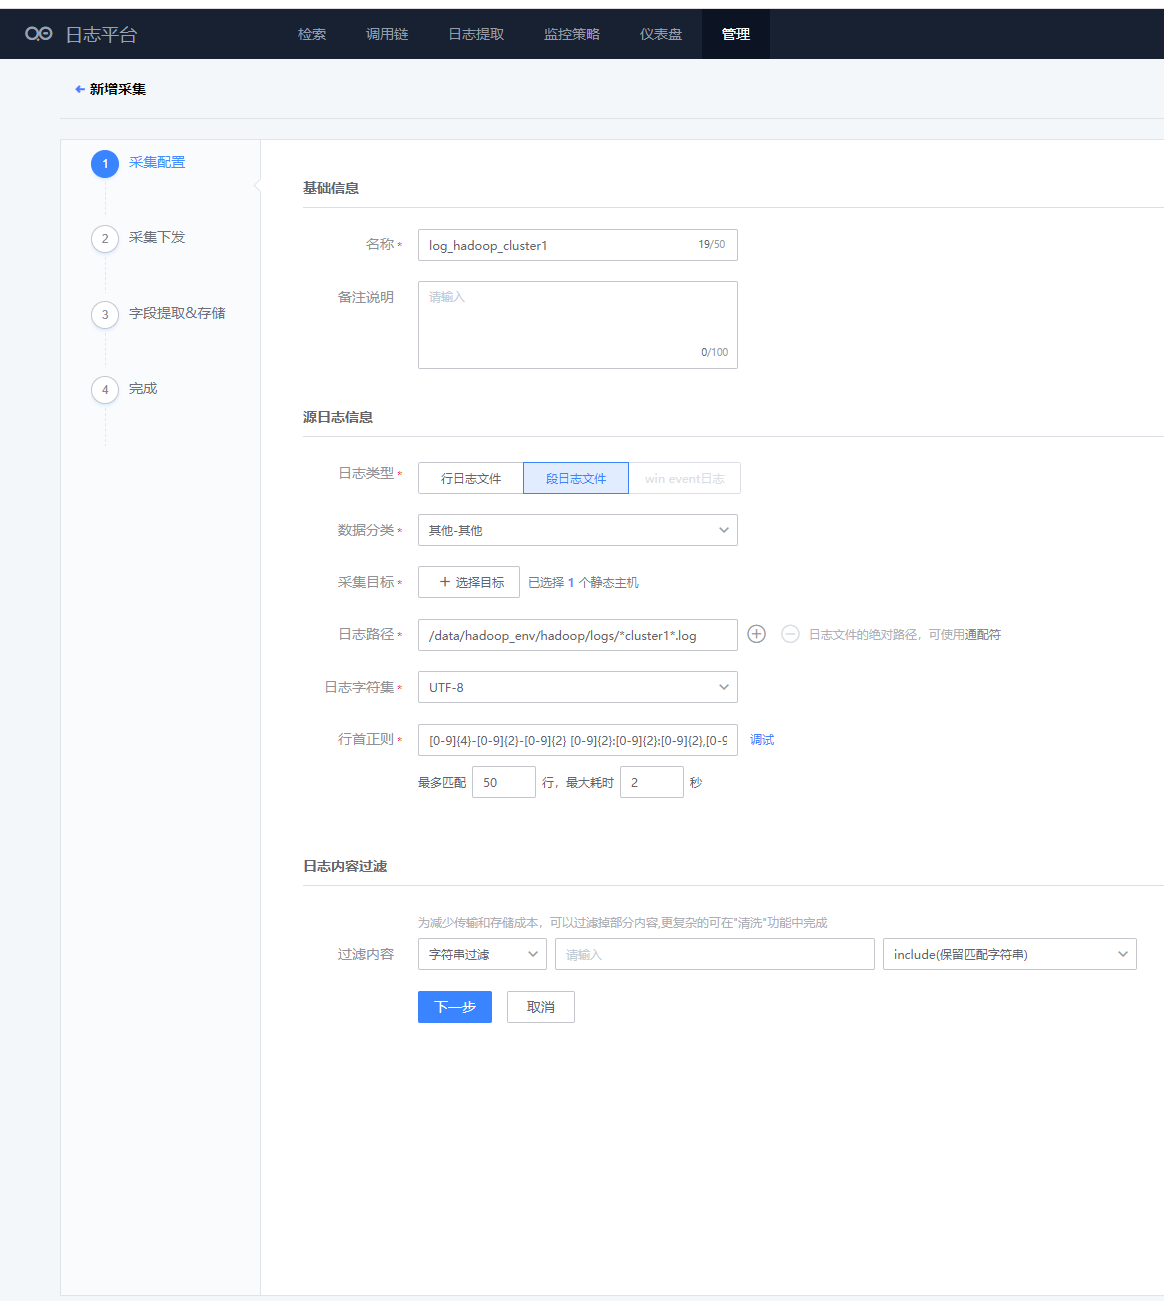 日志平台 检索 调用链 日志提取 监控策略 仪表盘 管理
新增采集
1 采集配置
2 采集下发
3 字段提取&存储
4 完成
基础信息
名称 * log_hadoop_cluster1 19/50
备注说明 请输入
0/100
源日志信息
日志类型 * 行日志文件 段日志文件 win event日志
数据分类 * 其他-其他
采集目标 * + 选择目标 已选择 1 个静态主机
日志路径 * /data/hadoop_env/hadoop/logs/*cluster1*.log 日志文件的绝对路径，可使用通配符
日志字符集 * UTF-8
行首正则 * [0-9]{4}-[0-9]{2}-[0-9]{2} [0-9]{2}:[0-9]{2}:[0-9]{2},[0-9 调试
最多匹配 50 行，最大耗时 2 秒
日志内容过滤
为减少传输和存储成本，可以过滤掉部分内容,更复杂的可在"清洗"功能中完成
过滤内容 字符串过滤 请输入 include(保留匹配字符串)
下一步 取消